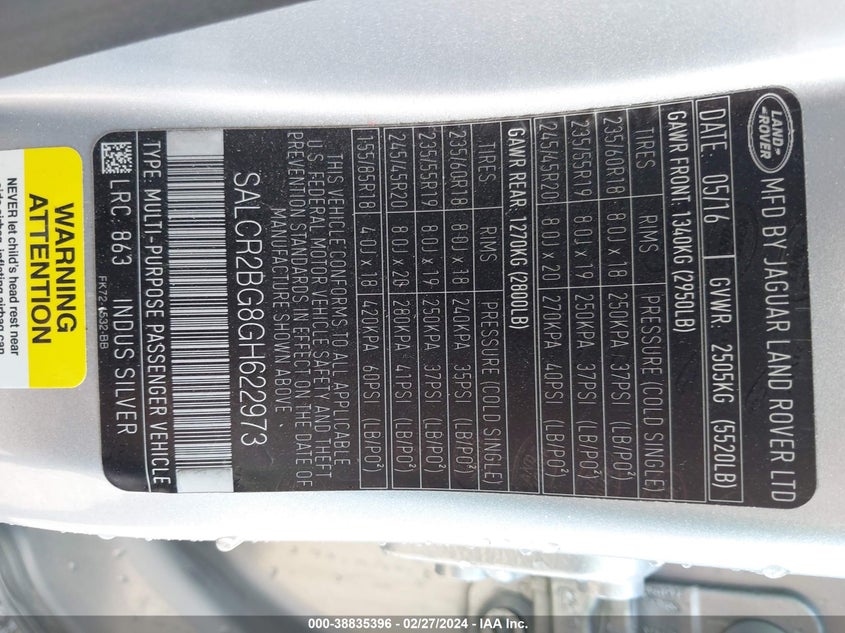 LAND-
-ROVER
MFD BY JAGUAR LAND ROVER LTD
DATE: 05/16 GVWR: 2505KG (5520LB)
GAWR FRONT: 1340KG (2950LB)
TIRES RIMS PRESSURE (COLD SINGLE)
235/60R18 8.0J x 18 255KPA 37PSI (LB/PO²)
235/55R19 8.0J x 19 250KPA 37PSI (LB/PO²)
245/45R20 8.0J x 20 270KPA 40PSI (LB/PO²)
GAWR REAR: 1270KG (2800LB)
TIRES RIMS PRESSURE (COLD SINGLE)
235/60R18 8.0J x 18 240KPA 35PSI (LB/PO²)
235/55R19 8.0J x 19 250KPA 37PSI (LB/PO²)
245/45R20 8.0J x 20 280KPA 41PSI (LB/PO²)
155/85R18 4.0J x 18 420KPA 60PSI (LB/PO²)
THIS VEHICLE CONFORMS TO ALL APPLICABLE
U.S. FEDERAL MOTOR VEHICLE SAFETY AND THEFT
PREVENTION STANDARDS IN EFFECT ON THE DATE OF
MANUFACTURE SHOWN ABOVE.
SALCR2BG8GH622973
TYPE: MULTI-PURPOSE PASSENGER VEHICLE
LRC: 863 INDUS SILVER
WARNING
ATTENTION
NEVER let child's head rest near
side airbag, inflating airbag can
000-38835396 - 02/27/2024 - IAA Inc.